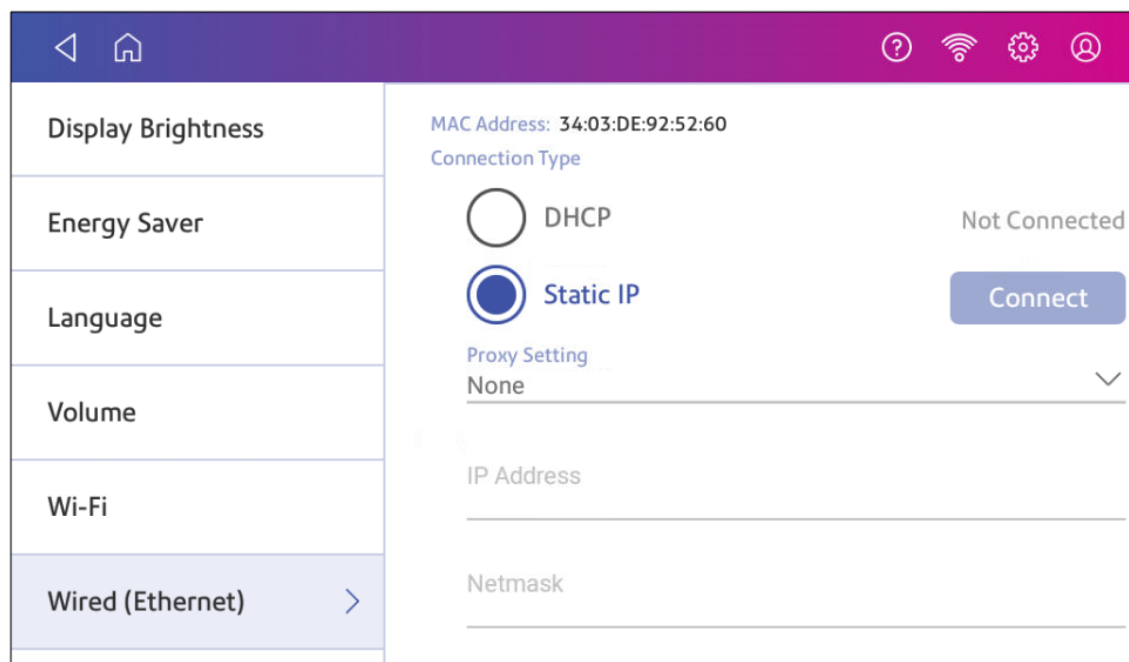 Display Brightness
Energy Saver
Language
Volume
Wi-Fi
Wired (Ethernet)
MAC Address: 34:03:DE:92:52:60
Connection Type
DHCP
Not Connected
Static IP
Connect
Proxy Setting
None
IP Address
Netmask